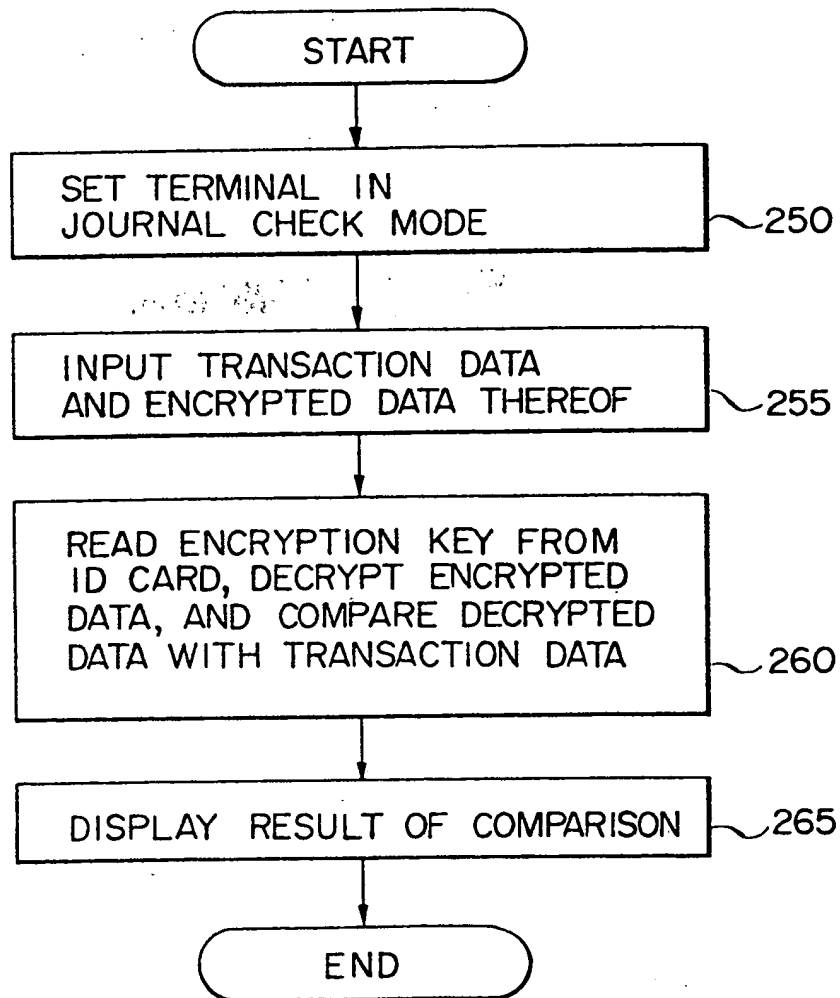 START
SET TERMINAL IN
JOURNAL CHECK MODE
250
INPUT TRANSACTION DATA
AND ENCRYPTED DATA THEREOF
255
READ ENCRYPTION KEY FROM
ID CARD, DECRYPT ENCRYPTED
DATA, AND COMPARE DECRYPTED
DATA WITH TRANSACTION DATA
260
DISPLAY RESULT OF COMPARISON
265
END